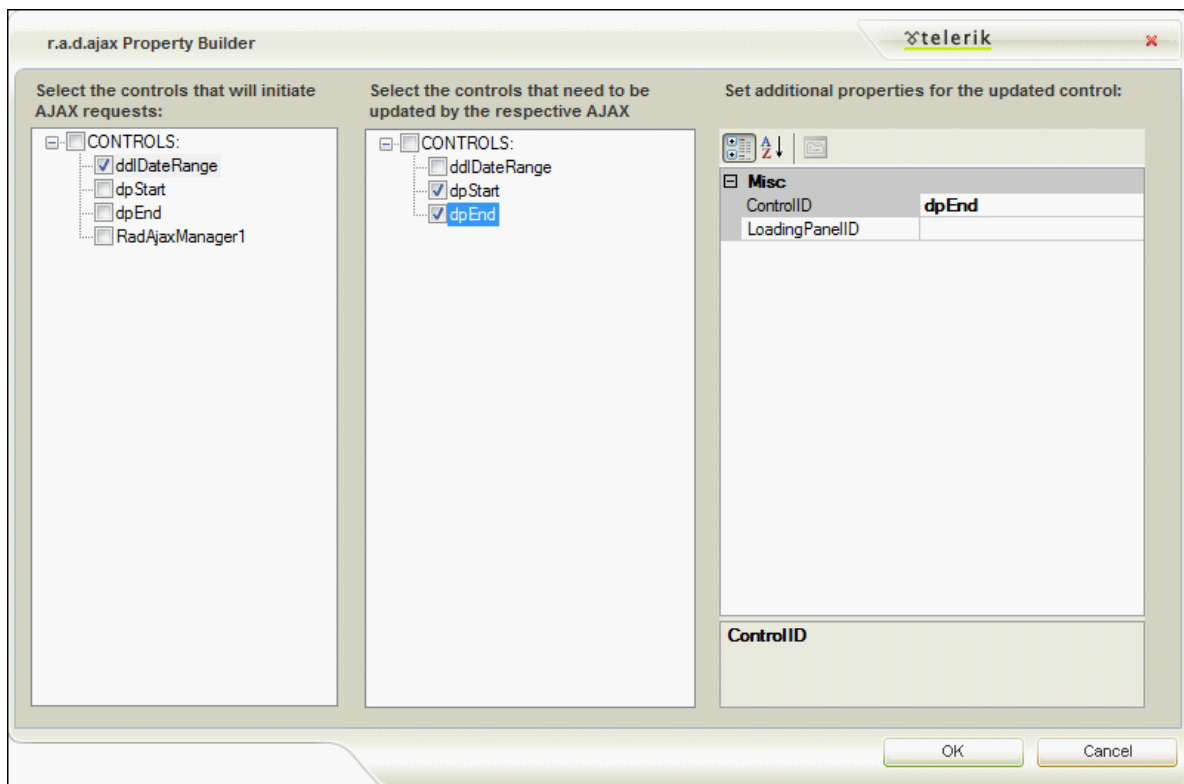 r.a.d.ajax Property Builder
telerik
Select the controls that will initiate
AJAX requests:
CONTROLS:
ddlDateRange
dpStart
dpEnd
RadAjaxManager1
Select the controls that need to be
updated by the respective AJAX
CONTROLS:
ddlDateRange
dpStart
dpEnd
Set additional properties for the updated control:
Misc
ControlID dpEnd
LoadingPanelID
ControlID
OK
Cancel